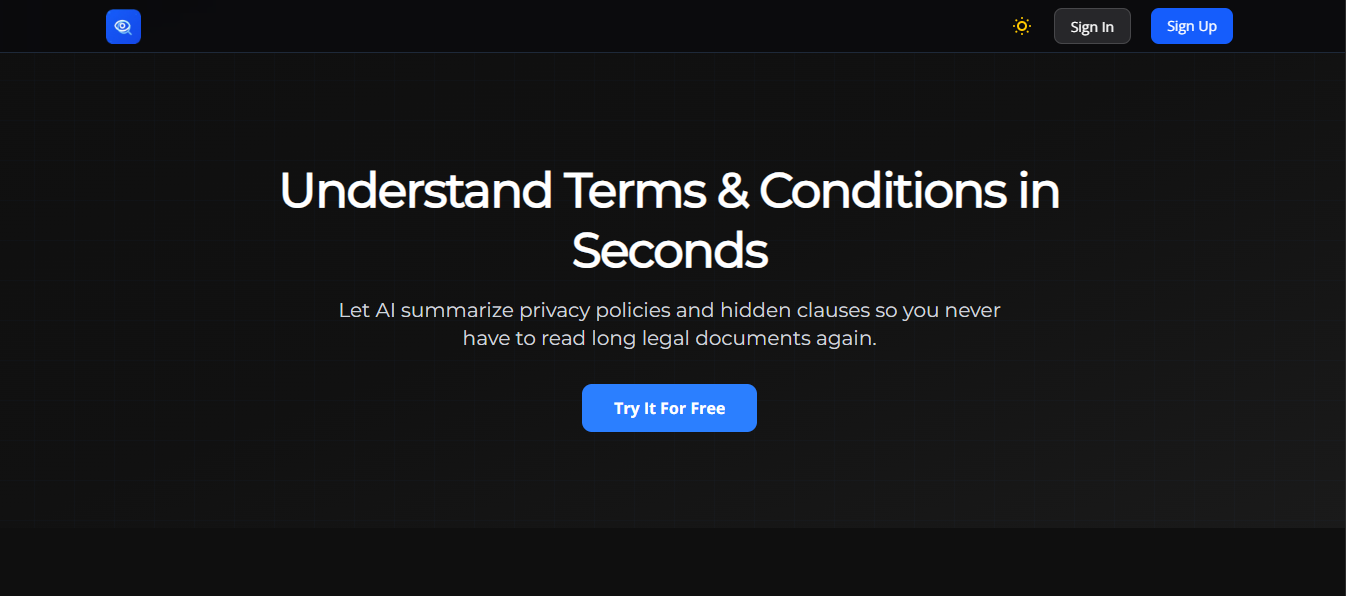 Sign In
Sign Up
Understand Terms & Conditions in
Seconds
Let AI summarize privacy policies and hidden clauses so you never
have to read long legal documents again.
Try It For Free